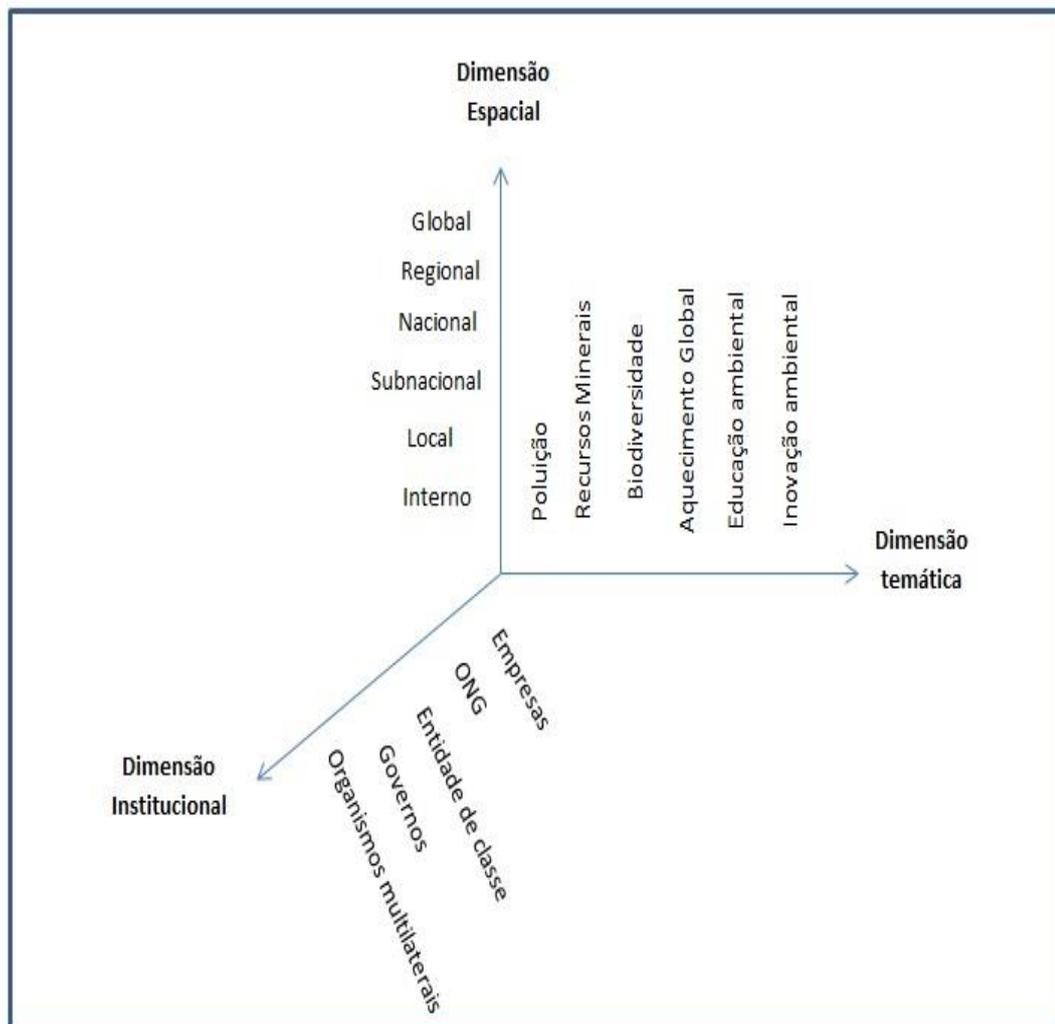 Dimensão
Espacial
Global
Regional
Nacional
Subnacional
Local
Interno
Poluição
Recursos Minerais
Biodiversidade
Aquecimento Global
Educação ambiental
Inovação ambiental
Dimensão
temática
Empresas
ONG
Entidade de classe
Governos
Organismos multilaterais
Dimensão
Institucional